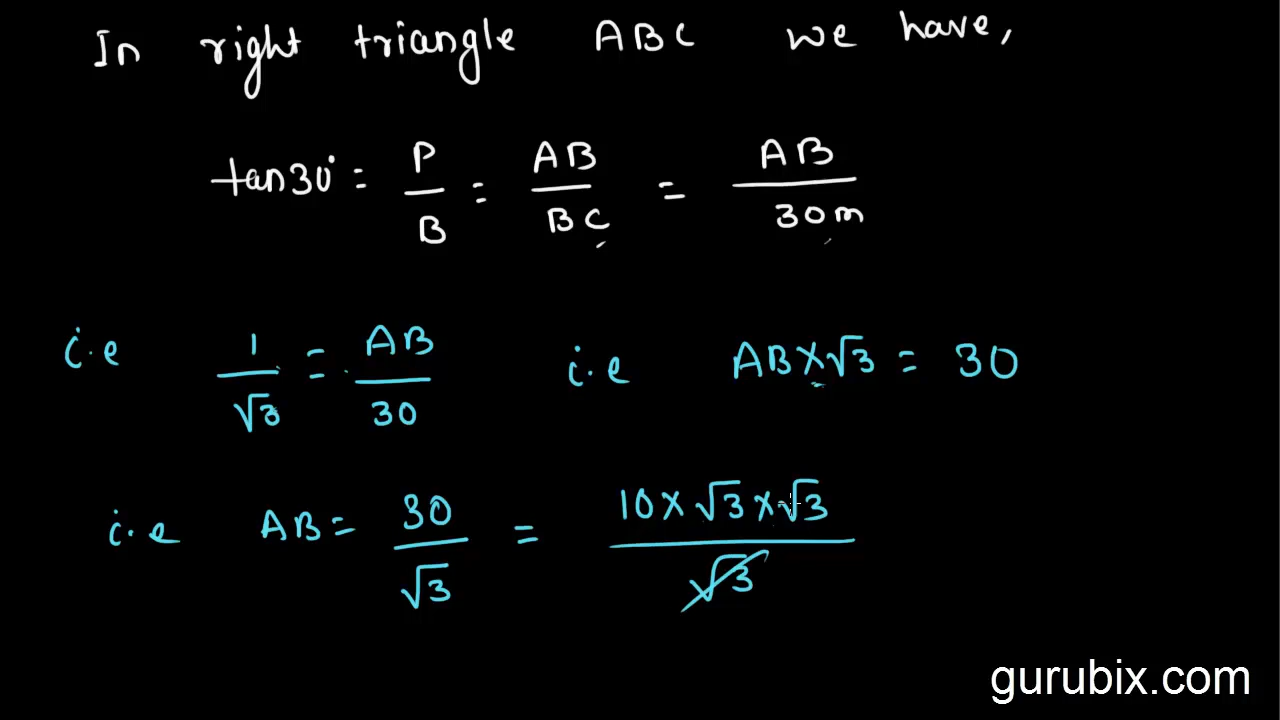 In right triangle ABC we have,
tan30° = P/B = AB/BC = AB/30m
i.e 1/√3 = AB/30 i.e AB×√3 = 30
i.e AB = 30/√3 = 10×√3×√3/√3
gurubix.com